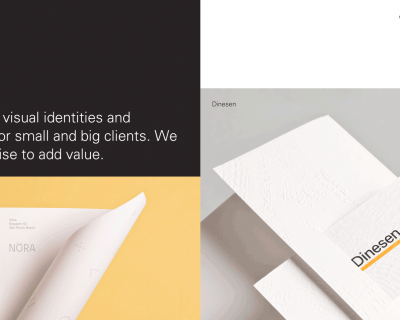 visual identities and
or small and big clients. We
ise to add value.
Dinesen
NORA
Dinesen